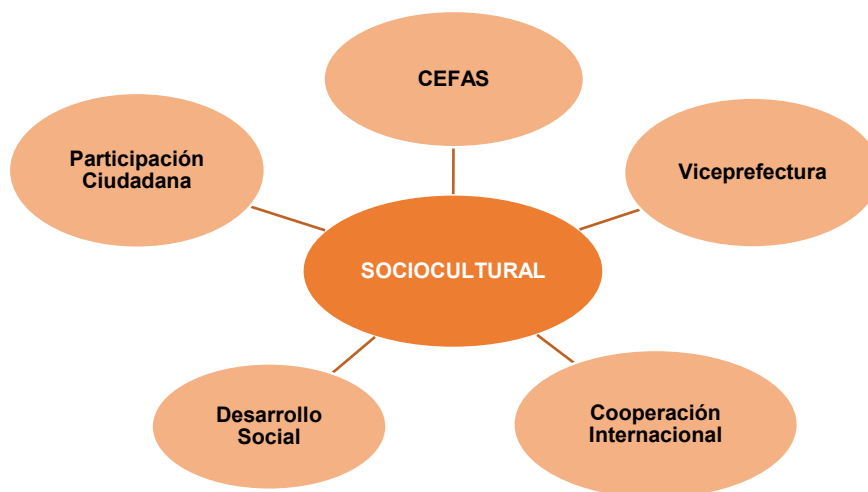 CEFAS
Participación
Ciudadana
Viceprefectura
SOCIOCULTURAL
Desarrollo
Social
Cooperación
Internacional